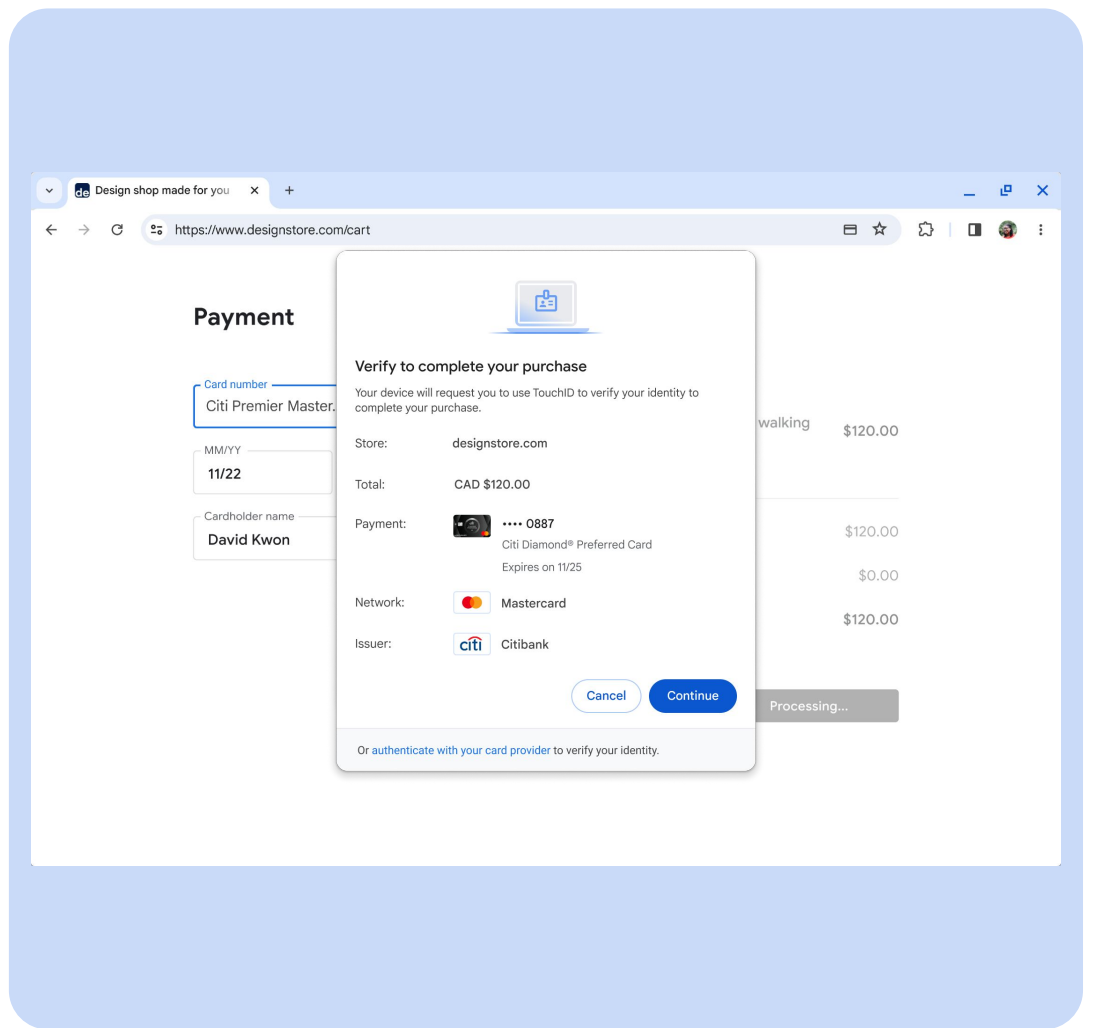 de Design shop made for you
https://www.designstore.com/cart
Payment
Card number
Citi Premier Master.
MM/YY
11/22
Cardholder name
David Kwon
Verify to complete your purchase
Your device will request you to use TouchID to verify your identity to
complete your purchase.
Store: designstore.com
Total: CAD $120.00
Payment: •••• 0887
Citi Diamond® Preferred Card
Expires on 11/25
Network: Mastercard
Issuer: citi Citibank
Cancel Continue
Or authenticate with your card provider to verify your identity.
walking $120.00
$120.00
$0.00
$120.00
Processing...